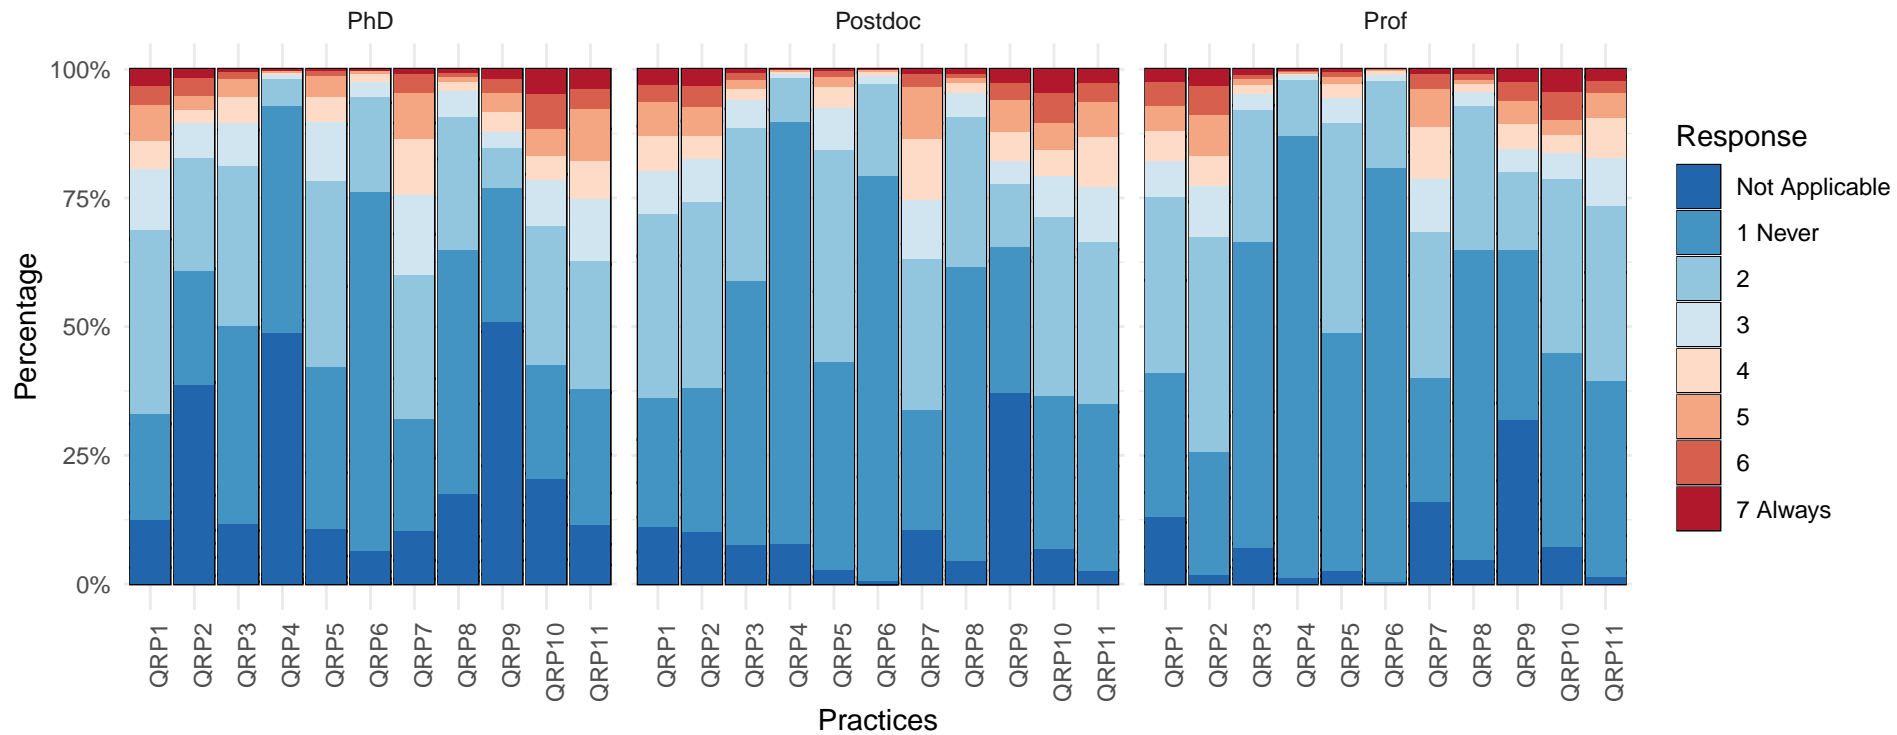 PhD
Postdoc
Prof
100%
75%
50%
25%
0%
Percentage
QRP1
QRP2
QRP3
QRP4
QRP5
QRP6
QRP7
QRP8
QRP9
QRP10
QRP11
QRP1
QRP2
QRP3
QRP4
QRP5
QRP6
QRP7
QRP8
QRP9
QRP10
QRP11
QRP1
QRP2
QRP3
QRP4
QRP5
QRP6
QRP7
QRP8
QRP9
QRP10
QRP11
Practices
Response
Not Applicable
1 Never
2
3
4
5
6
7 Always